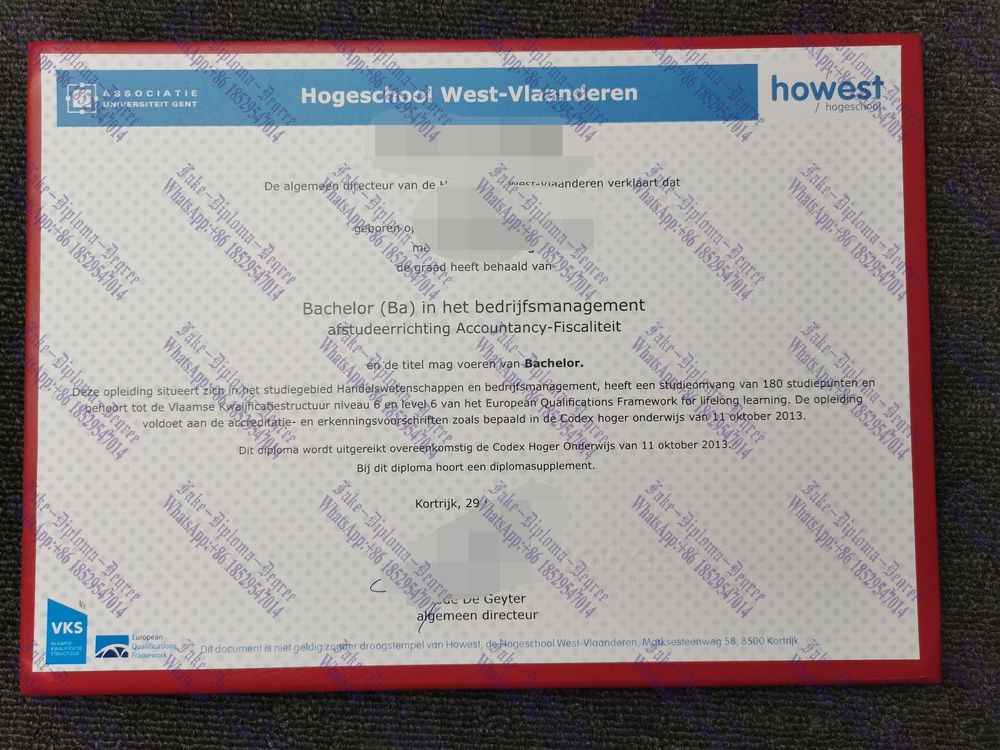 ASSOCIATIE
UNIVERSITEIT GENT
Hogeschool West-Vlaanderen
howest
/ hogeschool
De algemeen directeur van de West-Vlaanderen verklaart dat
geboren op
de graad heeft behaald van
Bachelor (Ba) in het bedrijfsmanagement
afstudeerrichting Accountancy-Fiscaliteit
en de titel mag voeren van Bachelor.
Deze opleiding situeert zich in het studiegebied Handelswetenschappen en bedrijfsmanagement, heeft een studieomvang van 180 studiepunten en
behoort tot de Vlaamse Kwalificatiestructuur niveau 6 en level 6 van het European Qualifications Framework for lifelong learning. De opleiding
voldoet aan de accreditatie- en erkenningsvoorschriften zoals bepaald in de Codex hoger onderwijs van 11 oktober 2013.
Dit diploma wordt uitgereikt overeenkomstig de Codex Hoger Onderwijs van 11 oktober 2013.
Bij dit diploma hoort een diplomasupplement.
Kortrijk, 29
De Geyter
algemeen directeur
VKS
VLAAMSE
KWALIFICATIE
STRUCTUUR
European
Qualifications
Framework
Dit document is niet geldig zonder droogstempel van Howest, de Hogeschool West-Vlaanderen, Marksesteenweg 58, 8500 Kortrijk
Fake-Diploma-Degree
WhatsApp:+86 18529547014